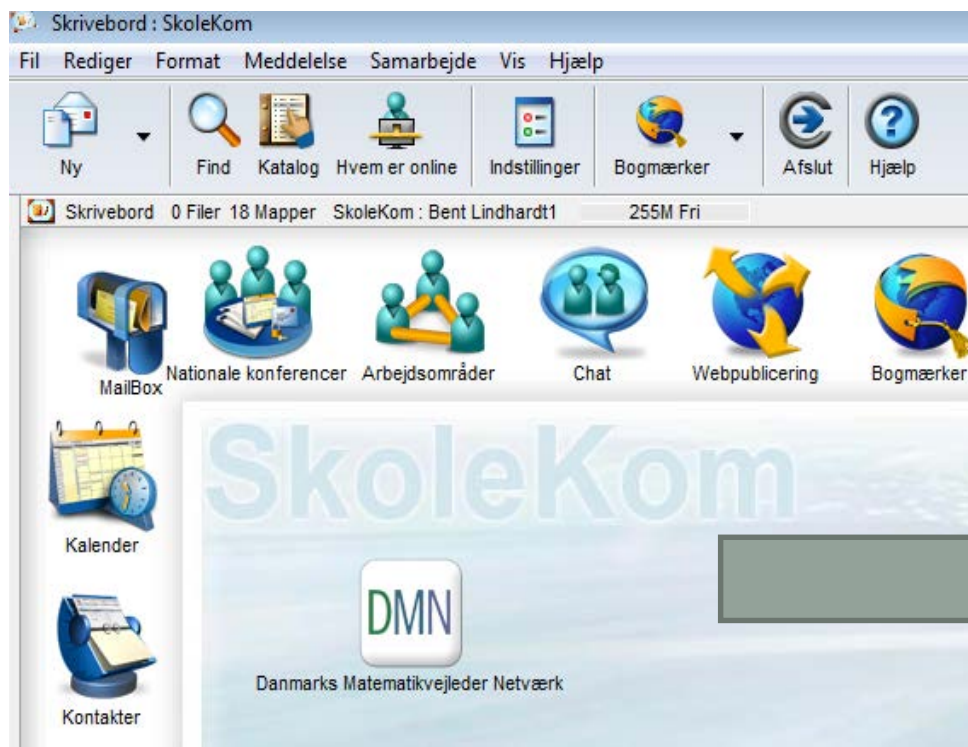 Skrivebord : SkoleKom
Fil Rediger Format Meddelelse Samarbejde Vis Hjælp
Ny Find Katalog Hvem er online Indstillinger Bogmærker Afslut Hjælp
Skrivebord 0 Filer 18 Mapper SkoleKom : Bent Lindhardt1 255M Fri
MailBox Nationale konferencer Arbejdsområder Chat Webpublicering Bogmærker
SkoleKom
Kalender
DMN
Danmarks Matematikvejleder Netværk
Kontakter